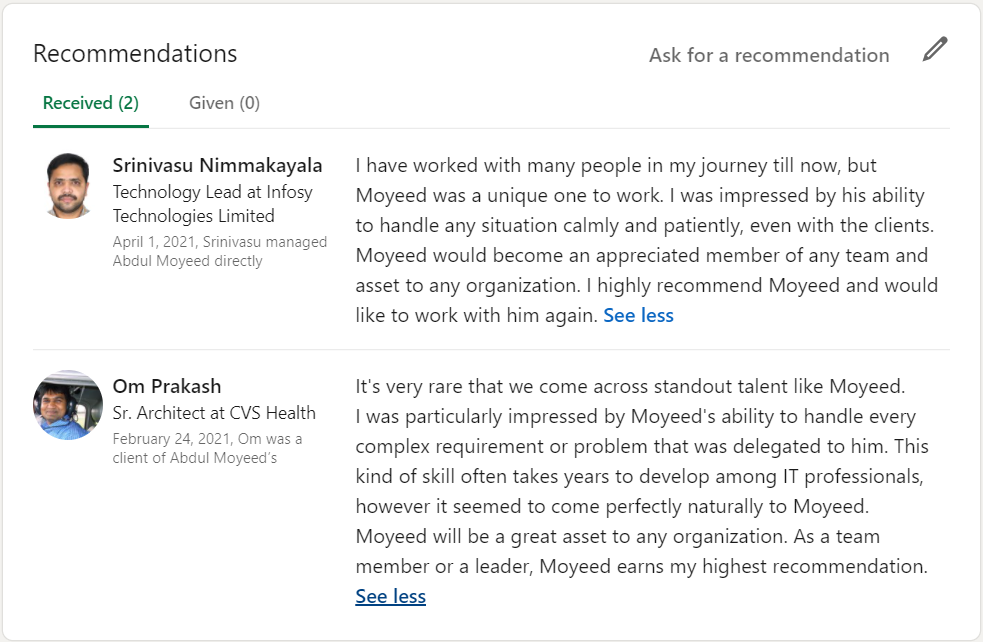 Recommendations
Ask for a recommendation
Received (2)
Given (0)
Srinivasu Nimmakayala
Technology Lead at Infosy
Technologies Limited
April 1, 2021, Srinivasu managed
Abdul Moyeed directly
I have worked with many people in my journey till now, but
Moyeed was a unique one to work. I was impressed by his ability
to handle any situation calmly and patiently, even with the clients.
Moyeed would become an appreciated member of any team and
asset to any organization. I highly recommend Moyeed and would
like to work with him again. See less
Om Prakash
Sr. Architect at CVS Health
February 24, 2021, Om was a
client of Abdul Moyeed's
It's very rare that we come across standout talent like Moyeed.
I was particularly impressed by Moyeed's ability to handle every
complex requirement or problem that was delegated to him. This
kind of skill often takes years to develop among IT professionals,
however it seemed to come perfectly naturally to Moyeed.
Moyeed will be a great asset to any organization. As a team
member or a leader, Moyeed earns my highest recommendation.
See less